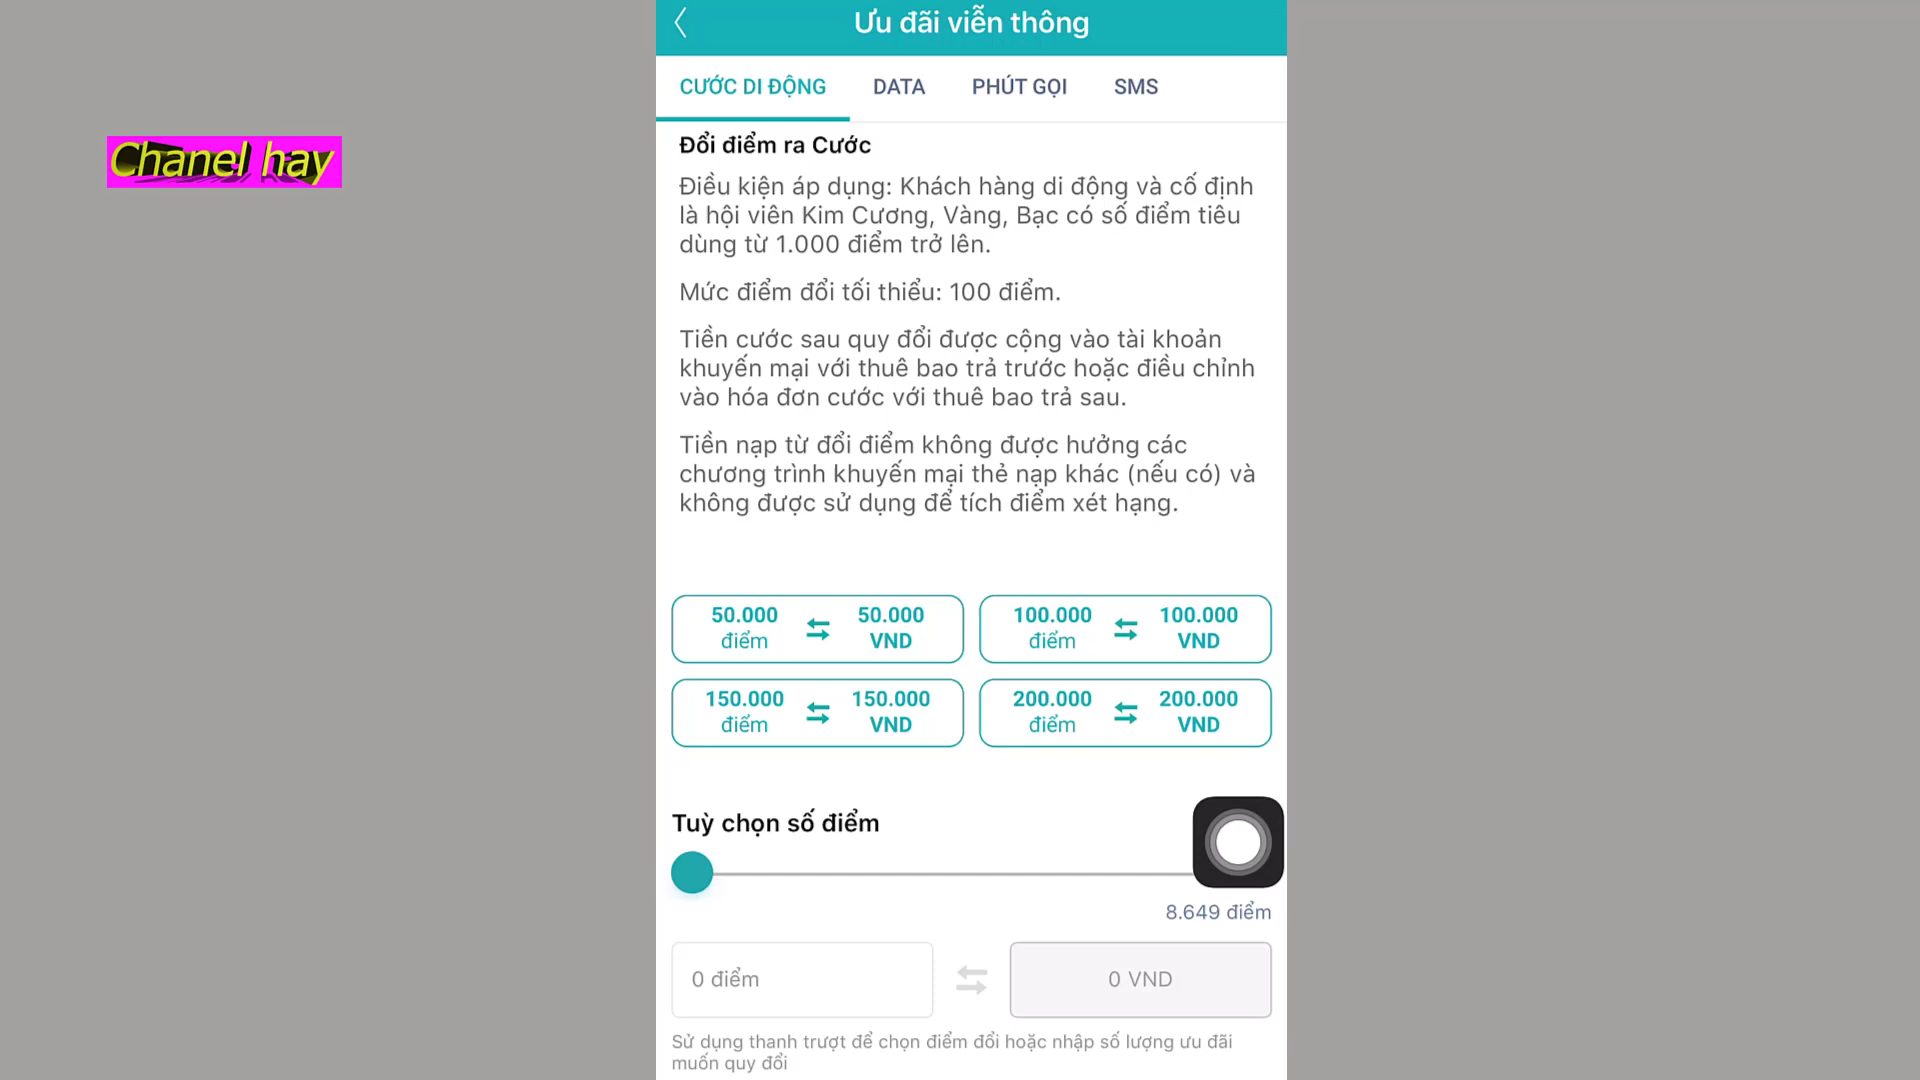 Ưu đãi viễn thông
CƯỚC DI ĐỘNG DATA PHÚT GỌI SMS
Chanel hay
Đổi điểm ra Cước
Điều kiện áp dụng: Khách hàng di động và cố định
là hội viên Kim Cương, Vàng, Bạc có số điểm tiêu
dùng từ 1.000 điểm trở lên.
Mức điểm đổi tối thiểu: 100 điểm.
Tiền cước sau quy đổi được cộng vào tài khoản
khuyến mại với thuê bao trả trước hoặc điều chỉnh
vào hóa đơn cước với thuê bao trả sau.
Tiền nạp từ đổi điểm không được hưởng các
chương trình khuyến mại thẻ nạp khác (nếu có) và
không được sử dụng để tích điểm xét hạng.
50.000 50.000 100.000 100.000
điểm VND điểm VND
150.000 150.000 200.000 200.000
điểm VND điểm VND
Tuỳ chọn số điểm
8.649 điểm
0 điểm 0 VND
Sử dụng thanh trượt để chọn điểm đổi hoặc nhập số lượng ưu đãi
muốn quy đổi